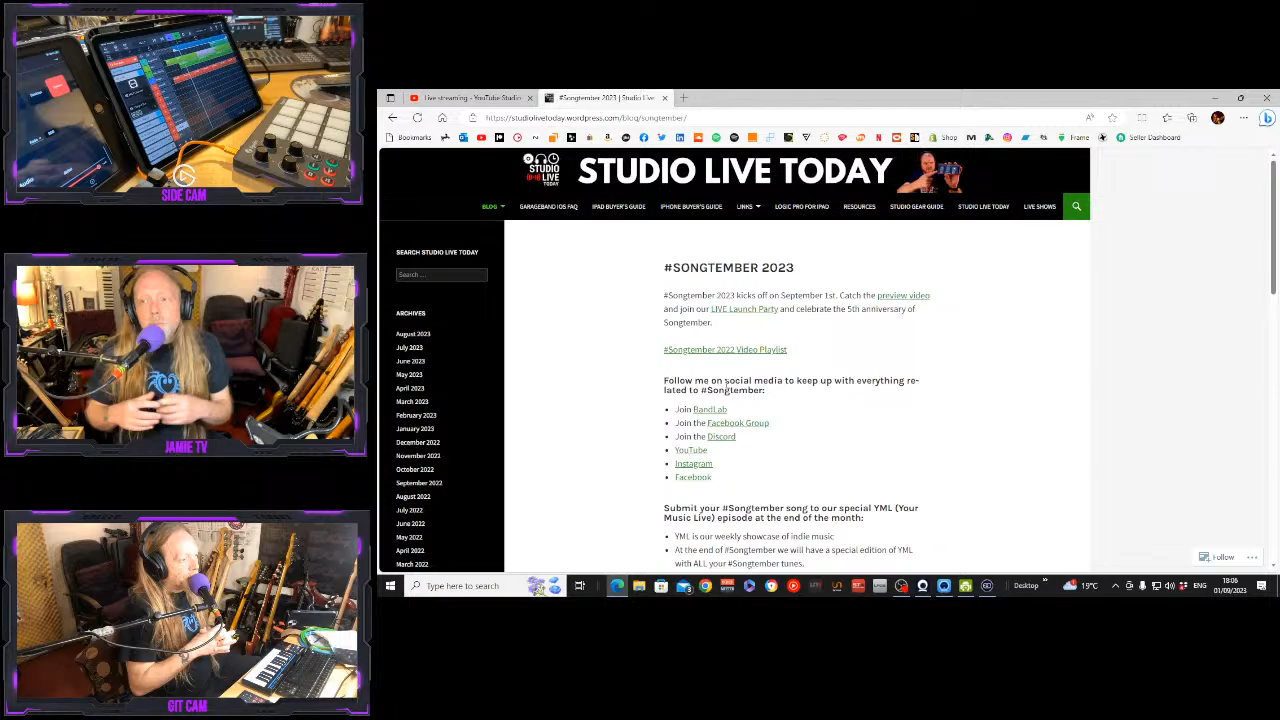 SIDE CAM
JAMIE TV
GIT CAM
Live streaming - YouTube Studio
#Songtember 2023 | Studio Live
https://studiolivetoday.wordpress.com/blog/songtember/
Bookmarks
Shop
Frame
Seller Dashboard
STUDIO LIVE TODAY
STUDIO LIVE TODAY
BLOG GARAGEBAND IOS FAQ IPAD BUYER'S GUIDE IPHONE BUYER'S GUIDE LINKS LOGIC PRO FOR IPAD RESOURCES STUDIO GEAR GUIDE STUDIO LIVE TODAY LIVE SHOWS
SEARCH STUDIO LIVE TODAY
Search …
ARCHIVES
August 2023
July 2023
June 2023
May 2023
April 2023
March 2023
February 2023
January 2023
December 2022
November 2022
October 2022
September 2022
August 2022
July 2022
June 2022
May 2022
April 2022
March 2022
#SONGTEMBER 2023
#Songtember 2023 kicks off on September 1st. Catch the preview video
and join our LIVE Launch Party and celebrate the 5th anniversary of
Songtember.
#Songtember 2022 Video Playlist
Follow me on social media to keep up with everything re-
lated to #Songtember:
Join BandLab
Join the Facebook Group
Join the Discord
YouTube
Instagram
Facebook
Submit your #Songtember song to our special YML (Your
Music Live) episode at the end of the month:
YML is our weekly showcase of indie music
At the end of #Songtember we will have a special edition of YML
with ALL your #Songtember tunes.
Follow
Type here to search
Desktop
19°C
ENG
18:06
01/09/2023